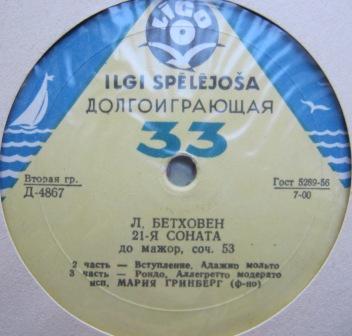 LĪGO
ILGI SPĒLĒJOŠA
ДОЛГОИГРАЮЩАЯ
33
Вторая гр.
Д-4867
Гост 5289-56
7-00
Л. БЕТХОВЕН
21-Я СОНАТА
до мажор, соч. 53
2 часть — Вступление, Адажио мольто
3 часть — Рондо, Аллегретто модерато
исп. МАРИЯ ГРИНБЕРГ (ф-но)